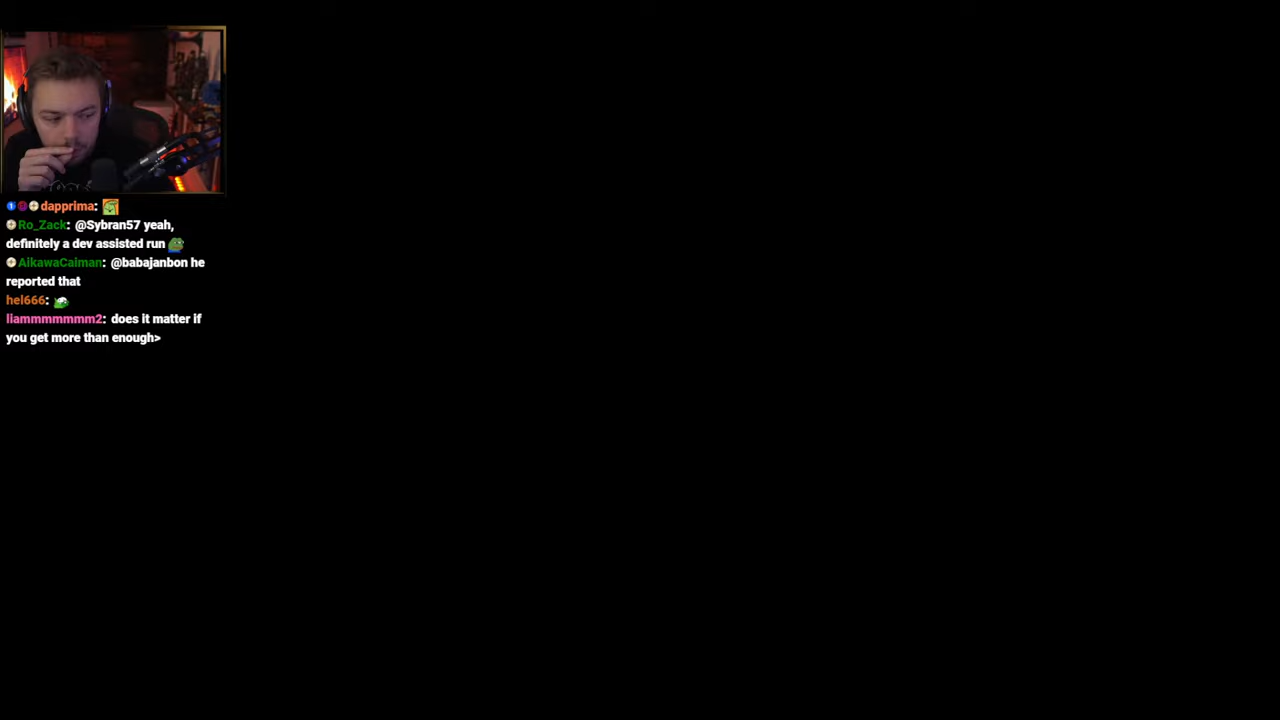 dapprima:
Ro_Zack: @Sybran57 yeah,
definitely a dev assisted run
AikawaCaiman: @babajanbon he
reported that
hel666:
liammmmmmm2: does it matter if
you get more than enough>